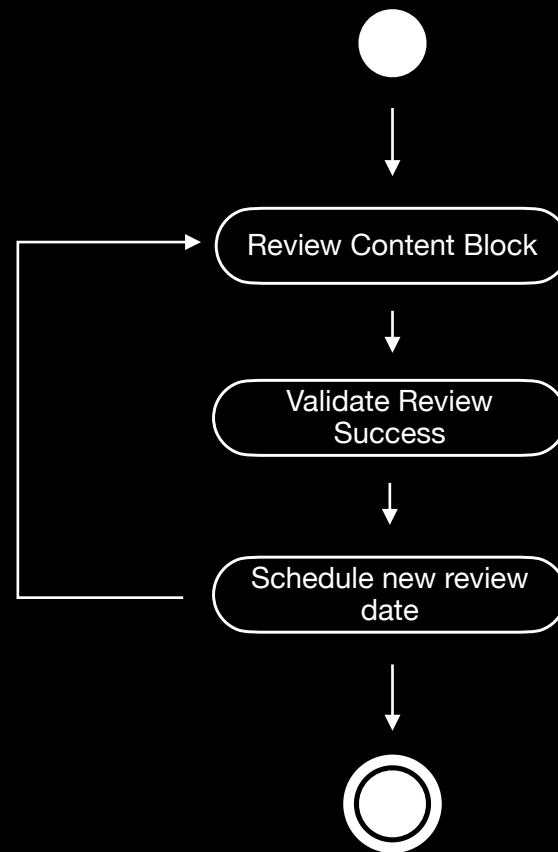 Review Content Block
Validate Review
Success
Schedule new review
date